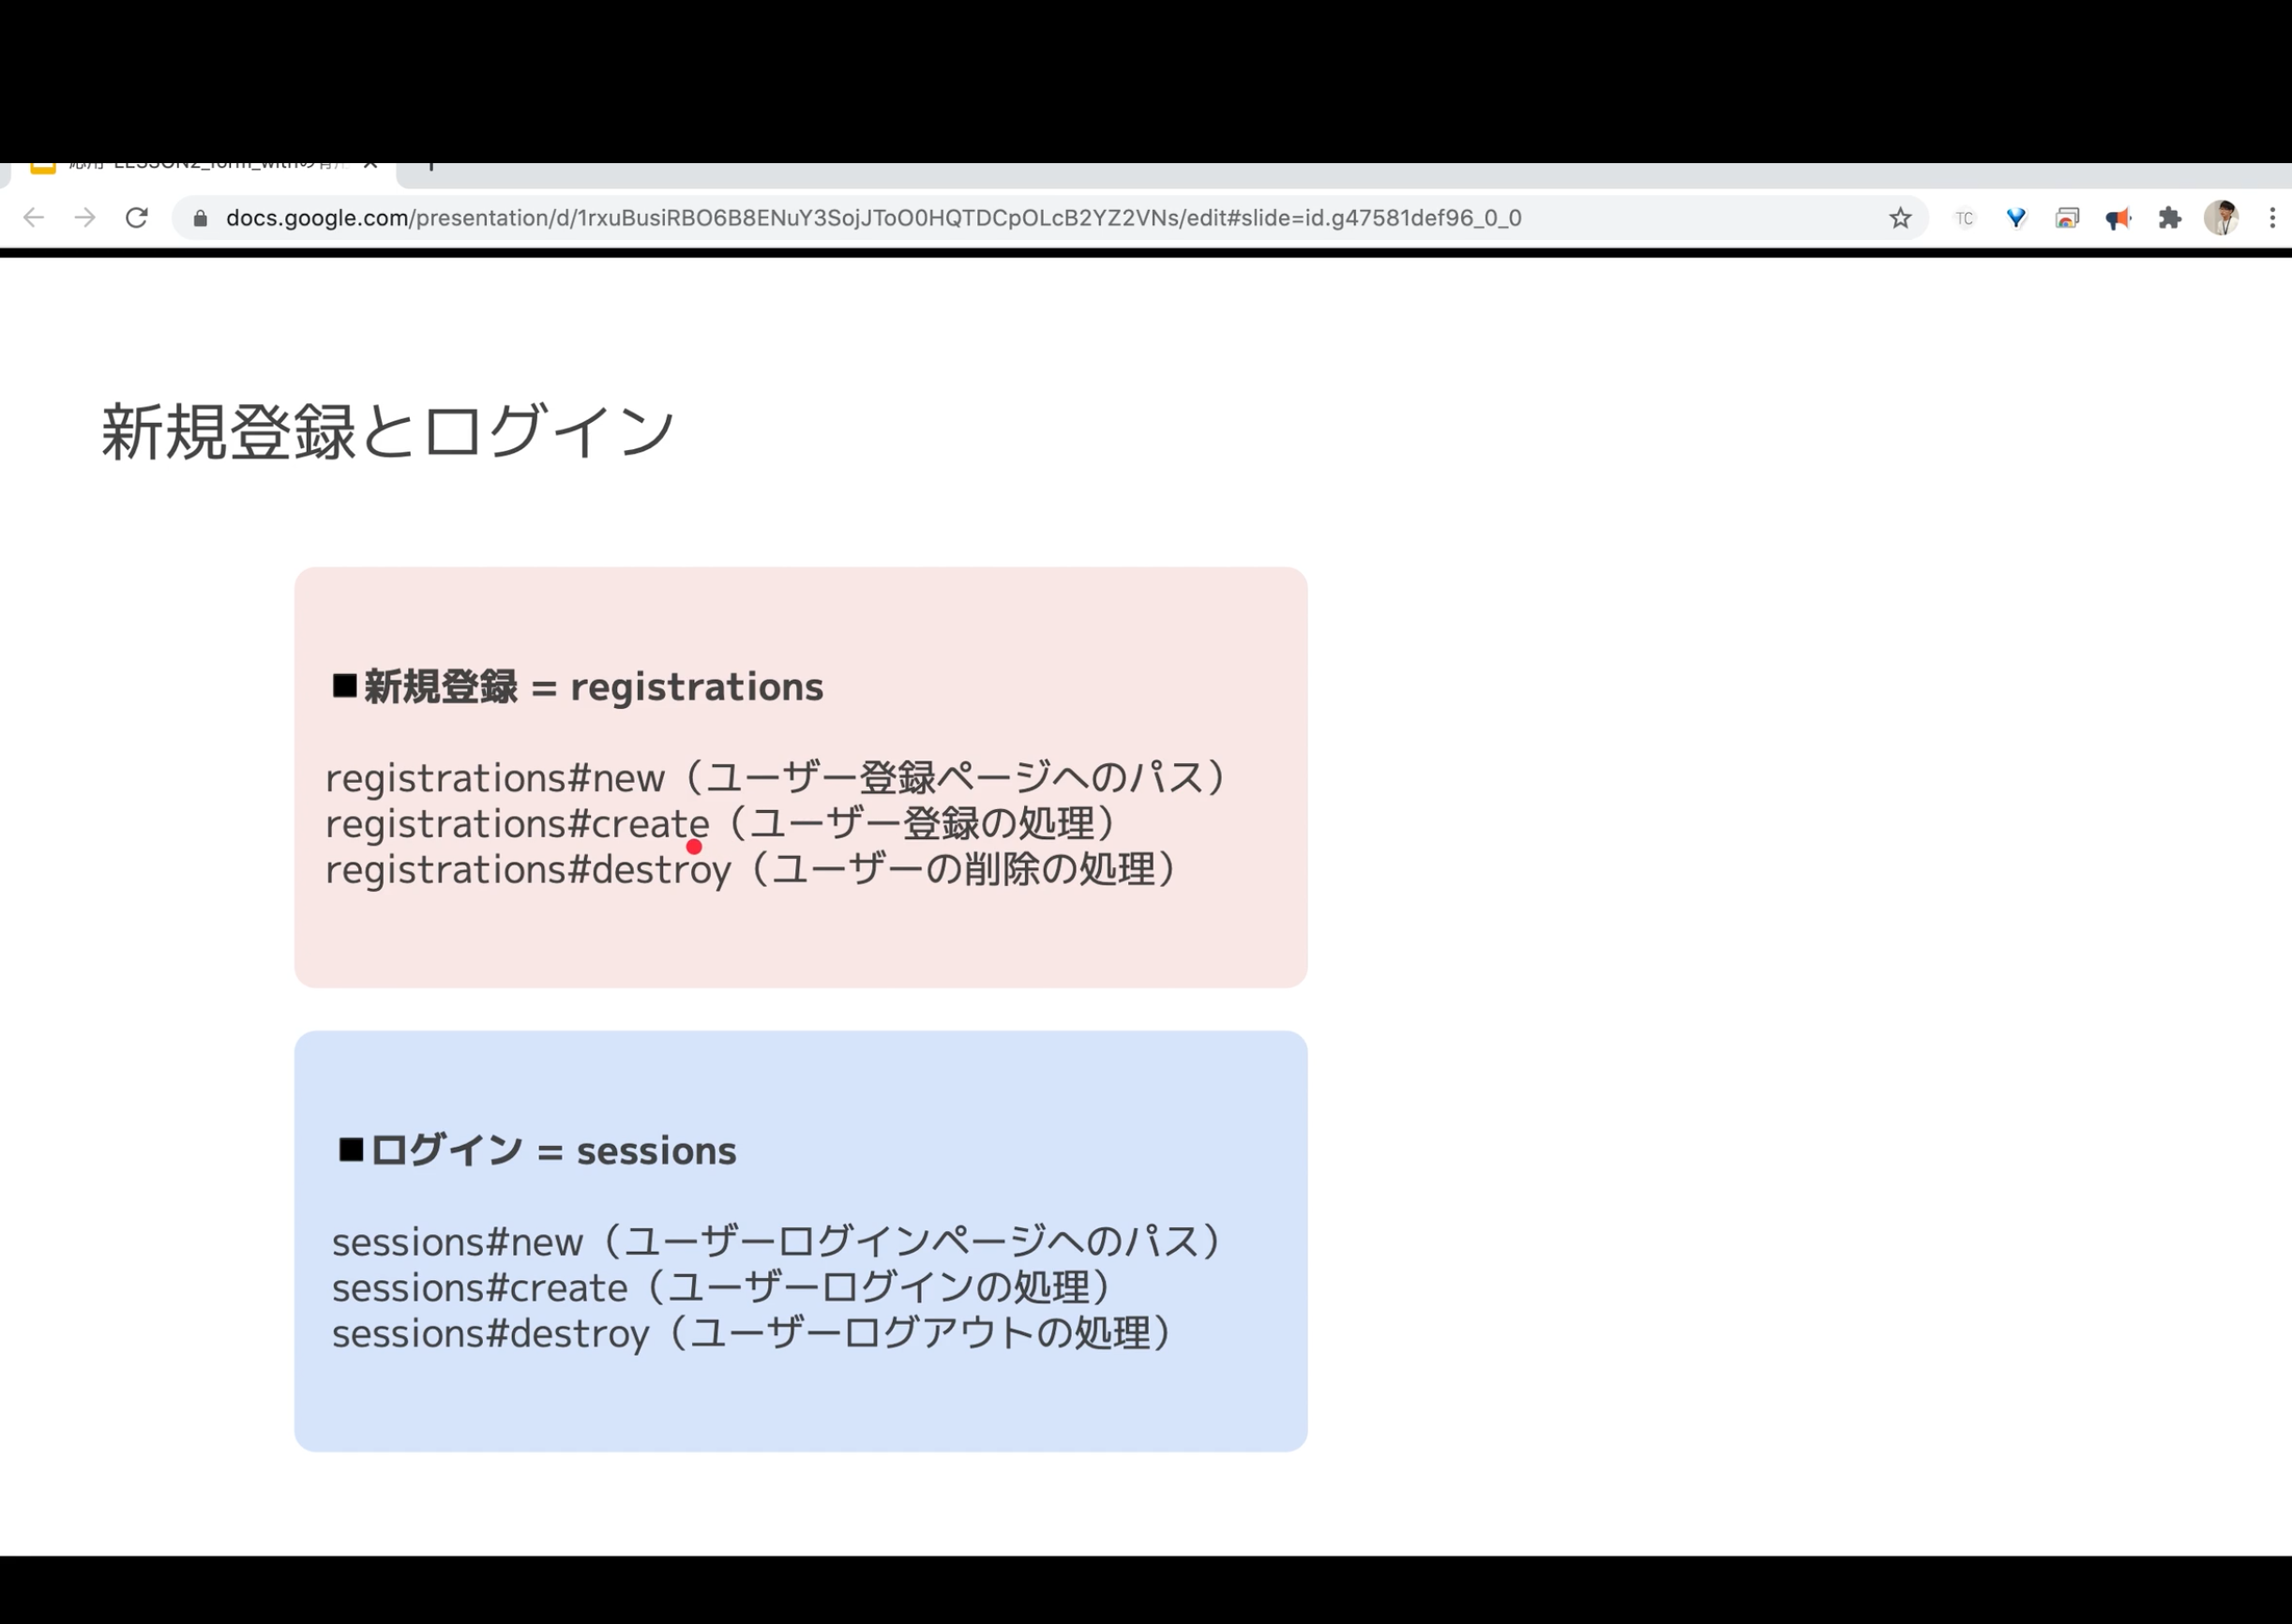 docs.google.com/presentation/d/1rxuBusiRBO6B8ENuY3SojJToO0HQTDCpOLcB2YZ2VNs/edit#slide=id.g47581def96_0_0
TC
新規登録とログイン
■新規登録 = registrations
registrations#new（ユーザー登録ページへのパス）
registrations#create（ユーザー登録の処理）
registrations#destroy（ユーザーの削除の処理）
■ログイン = sessions
sessions#new（ユーザーログインページへのパス）
sessions#create（ユーザーログインの処理）
sessions#destroy（ユーザーログアウトの処理）